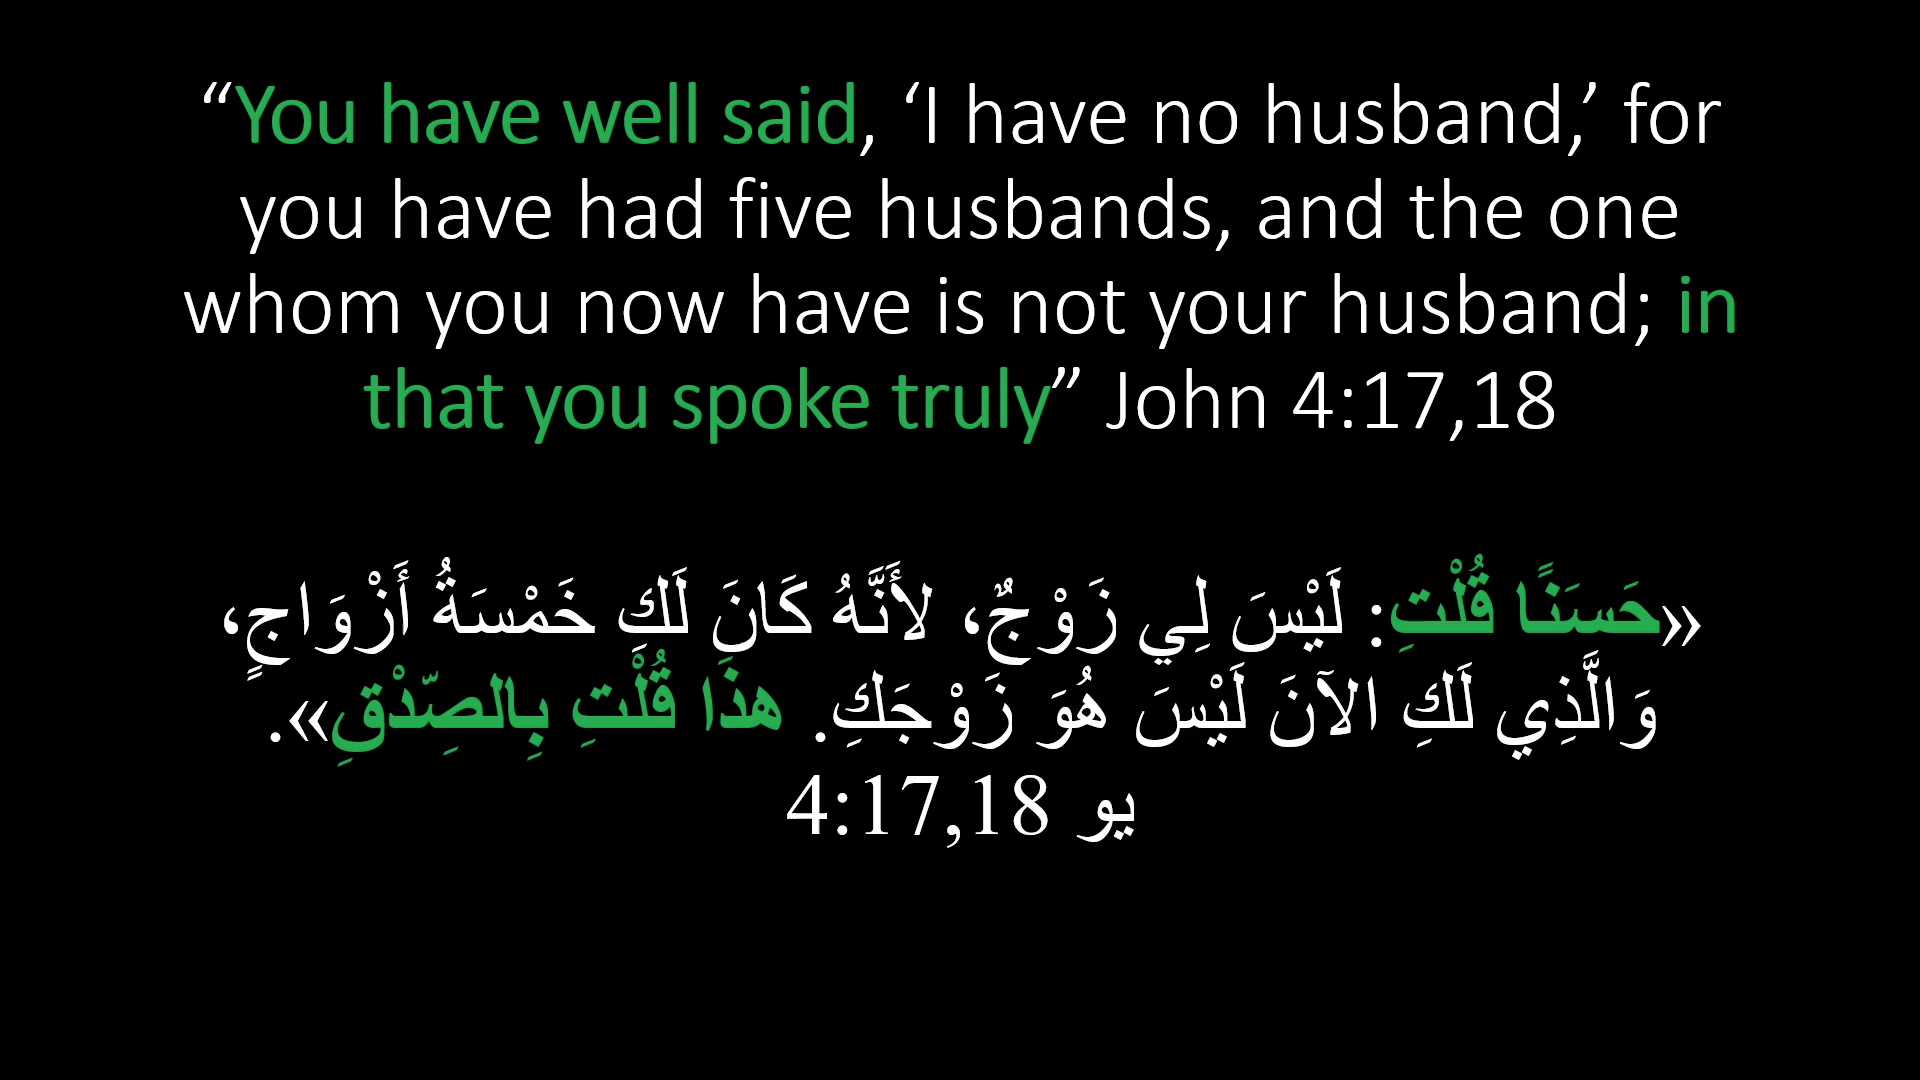 “You have well said, ‘I have no husband,’ for
you have had five husbands, and the one
whom you now have is not your husband; in
that you spoke truly” John 4:17,18
«حَسَنًا قُلْتِ: لَيْسَ لِي زَوْجٌ، لأَنَّهُ كَانَ لَكِ خَمْسَةُ أَزْوَاجٍ،
وَالَّذِي لَكِ الآنَ لَيْسَ هُوَ زَوْجَكِ. هذَا قُلْتِ بِالصِّدْقِ».
يو 4:17,18